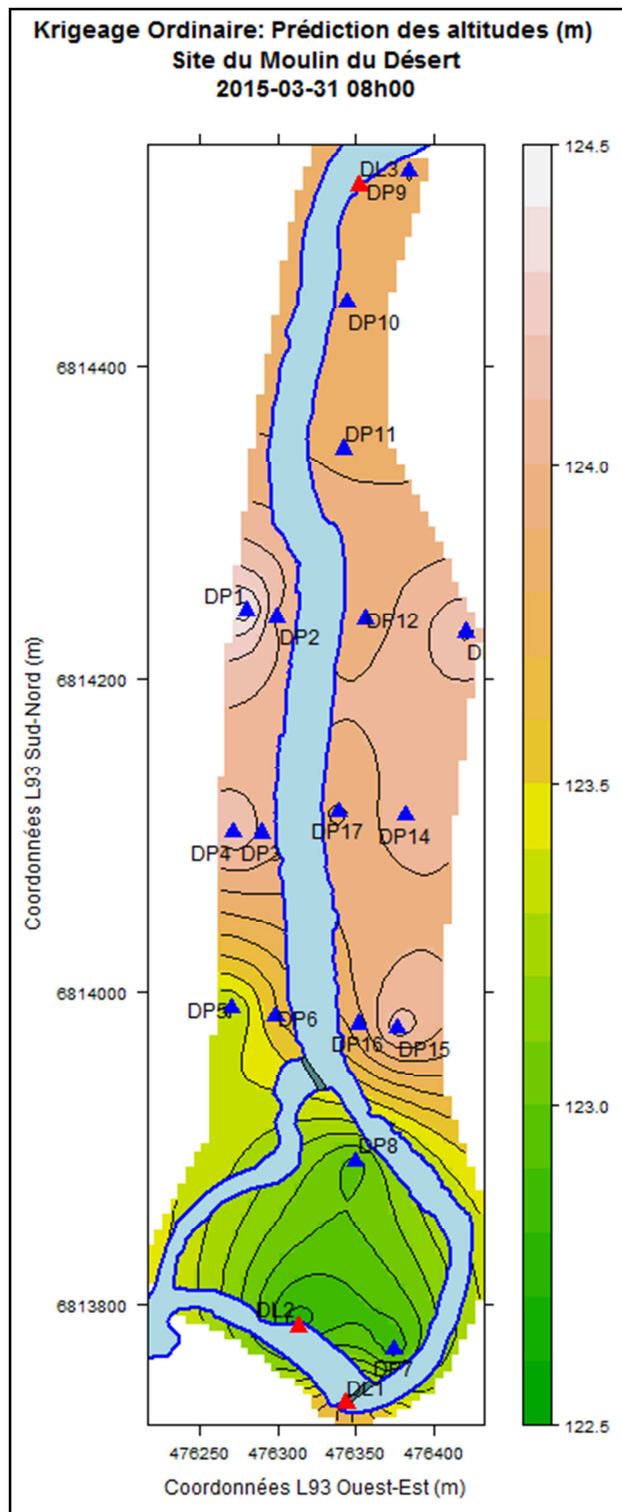 Krigeage Ordinaire: Prédiction des altitudes (m)
Site du Moulin du Désert
2015-03-31 08h00
124.5
DL3
DP9
DP10
6814400
DP11
124.0
DP1
DP2
DP12
D
6814200
Coordonnées L93 Sud-Nord (m)
123.5
DP17
DP14
DP4
DP3
6814000
DP5
DP6
DP16
DP15
123.0
DP8
6813800
DL2
DP7
DL1
122.5
476250
476300
476350
476400
Coordonnées L93 Ouest-Est (m)